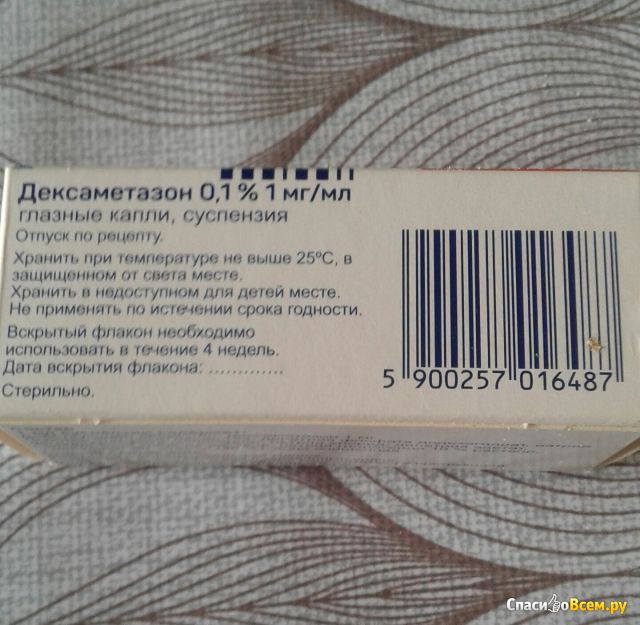 Дексаметазон 0,1% 1 мг/мл
глазные капли, суспензия
Отпуск по рецепту.
Хранить при температуре не выше 25°С, в
защищенном от света месте.
Хранить в недоступном для детей месте.
Не применять по истечении срока годности.
Вскрытый флакон необходимо
использовать в течение 4 недель.
Дата вскрытия флакона: ..............
Стерильно.
5 900257 016487
СпасибоВсем.ру